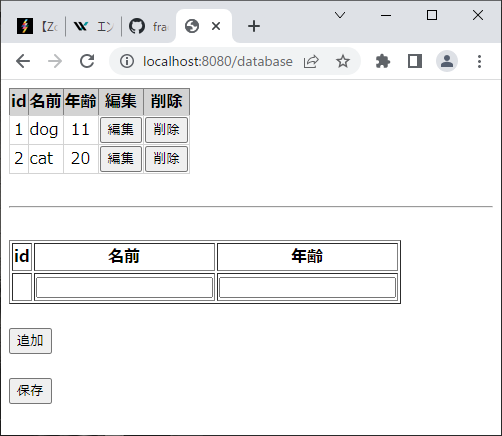 【Zo
エン
frac
localhost:8080/database
id 名前 年齢 編集 削除
1 dog 11 編集 削除
2 cat 20 編集 削除
id 名前 年齢
追加
保存